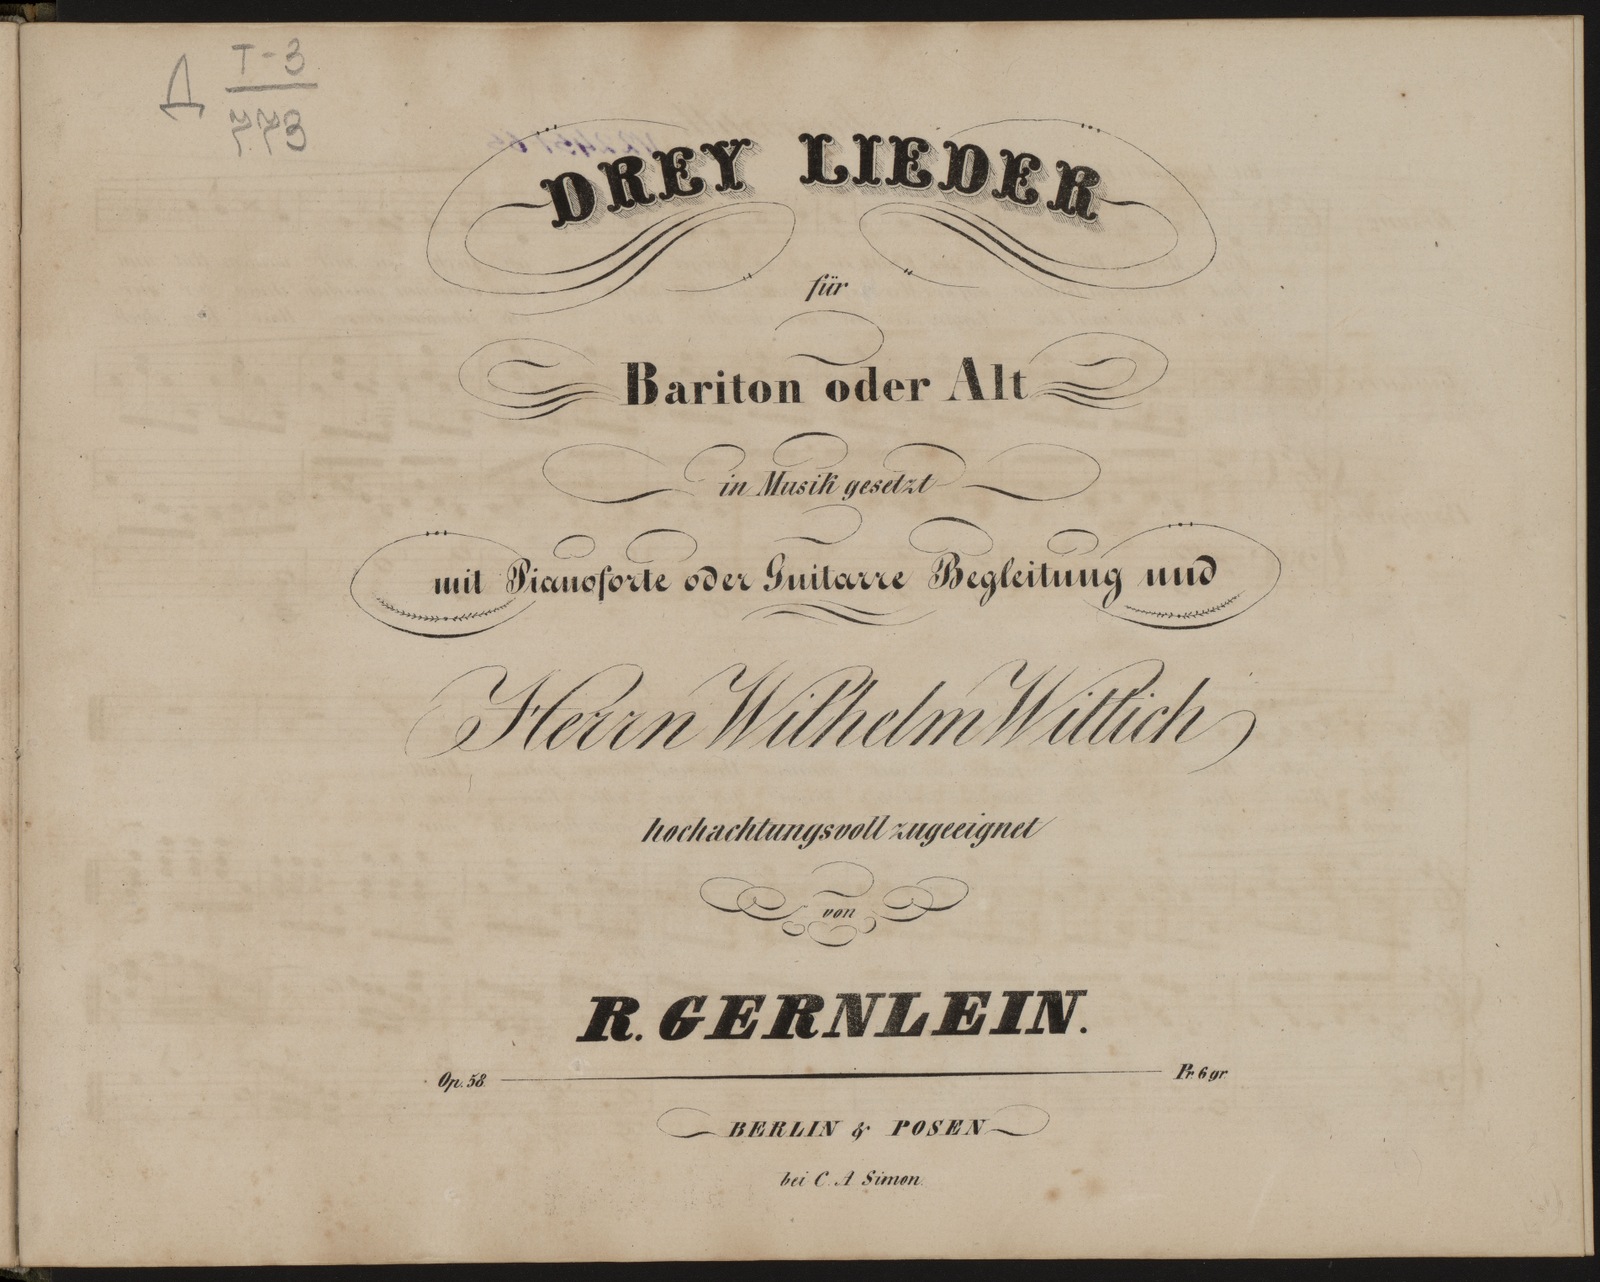 Д Т-3
773
DREY LIEDER
für
Bariton oder Alt
in Musik gesetzt
mit Pianoforte oder Guitarre Begleitung und
Herrn Wilhelm Wittich
hochachtungsvoll zugeeignet
von
R. GERNLEIN.
Op. 58. Pr. 6 gr.
BERLIN & POSEN
bei C. A Simon.